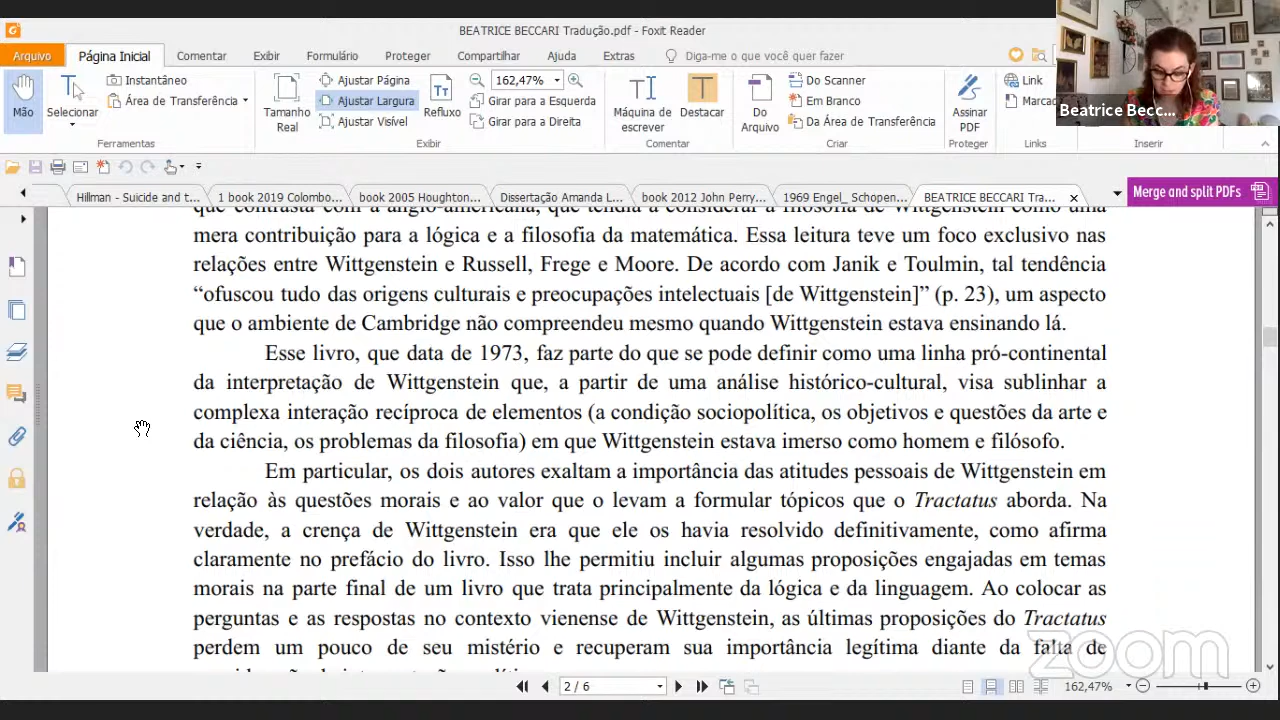 BEATRICE BECCARI Tradução.pdf - Foxit Reader
Arquivo Página Inicial Comentar Exibir Formulário Proteger Compartilhar Ajuda Extras Diga-me o que você quer fazer
Mão
Selecionar
Instantâneo
Área de Transferência
Ferramentas
Tamanho Real
Ajustar Página
Ajustar Largura
Ajustar Visível
Refluxo
162,47%
Girar para a Esquerda
Girar para a Direita
Exibir
Máquina de escrever
Destacar
Comentar
Do Arquivo
Do Scanner
Em Branco
Da Área de Transferência
Criar
Assinar PDF
Proteger
Link
Links
Inserir
Beatrice Becc...
Hillman - Suicide and t... 1 book 2019 Colombo... book 2005 Houghton... Dissertação Amanda L... book 2012 John Perry... 1969 Engel_ Schopen... BEATRICE BECCARI Tra... Merge and split PDFs
que contrasta com a anglo-americana, que tendia a considerar a filosofia de Wittgenstein como uma
mera contribuição para a lógica e a filosofia da matemática. Essa leitura teve um foco exclusivo nas
relações entre Wittgenstein e Russell, Frege e Moore. De acordo com Janik e Toulmin, tal tendência
“ofuscou tudo das origens culturais e preocupações intelectuais [de Wittgenstein]” (p. 23), um aspecto
que o ambiente de Cambridge não compreendeu mesmo quando Wittgenstein estava ensinando lá.
Esse livro, que data de 1973, faz parte do que se pode definir como uma linha pró-continental
da interpretação de Wittgenstein que, a partir de uma análise histórico-cultural, visa sublinhar a
complexa interação recíproca de elementos (a condição sociopolítica, os objetivos e questões da arte e
da ciência, os problemas da filosofia) em que Wittgenstein estava imerso como homem e filósofo.
Em particular, os dois autores exaltam a importância das atitudes pessoais de Wittgenstein em
relação às questões morais e ao valor que o levam a formular tópicos que o Tractatus aborda. Na
verdade, a crença de Wittgenstein era que ele os havia resolvido definitivamente, como afirma
claramente no prefácio do livro. Isso lhe permitiu incluir algumas proposições engajadas em temas
morais na parte final de um livro que trata principalmente da lógica e da linguagem. Ao colocar as
perguntas e as respostas no contexto vienense de Wittgenstein, as últimas proposições do Tractatus
perdem um pouco de seu mistério e recuperam sua importância legítima diante da falta de
zoom
2 / 6
162,47%